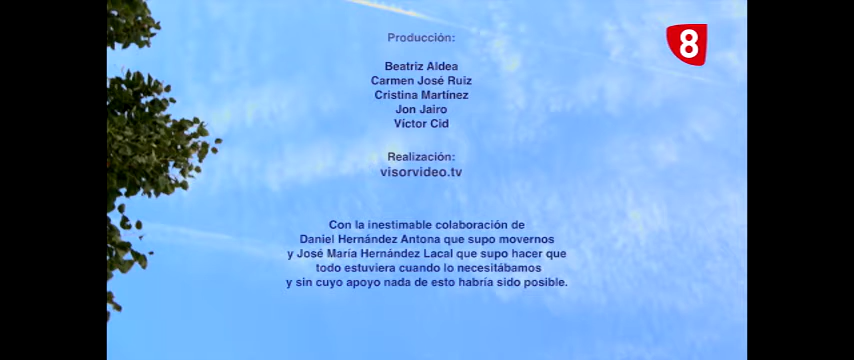 8
Producción:
Beatriz Aldea
Carmen José Ruiz
Cristina Martínez
Jon Jairo
Víctor Cid
Realización:
visorvideo.tv
Con la inestimable colaboración de
Daniel Hernández Antona que supo movernos
y José María Hernández Lacal que supo hacer que
todo estuviera cuando lo necesitábamos
y sin cuyo apoyo nada de esto habría sido posible.